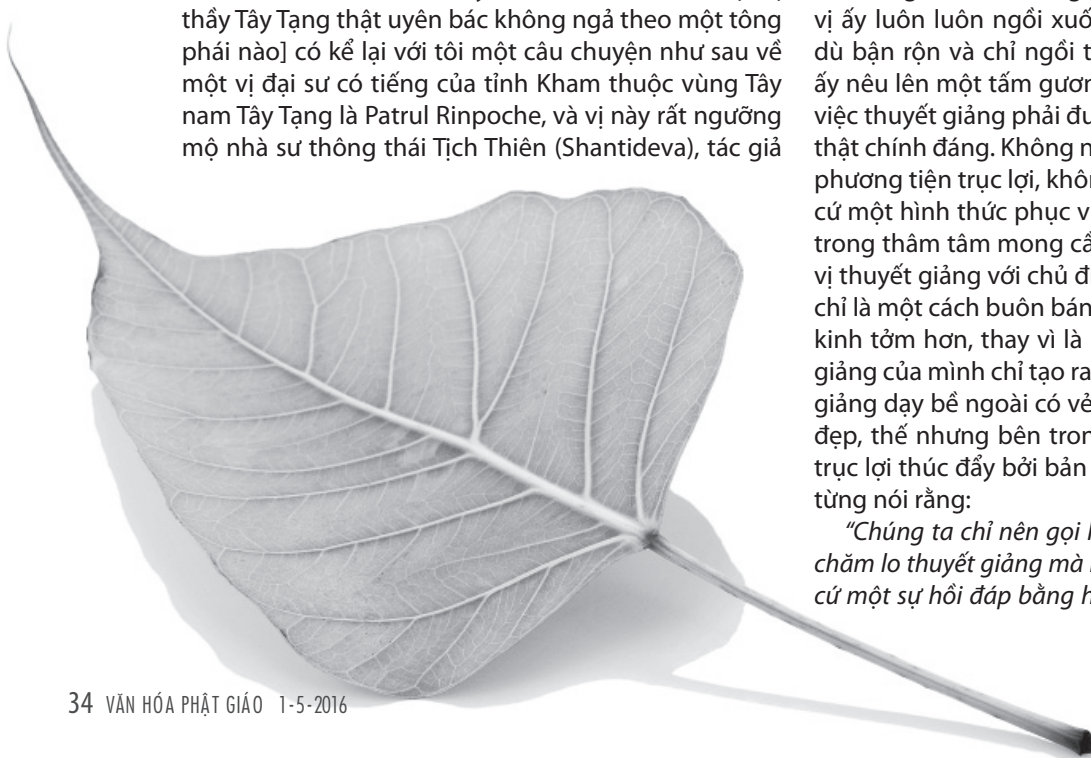 thầy Tây Tạng thật uyên bác không ngả theo một tông
phái nào] có kể lại với tôi một câu chuyện như sau về
một vị đại sư có tiếng của tỉnh Kham thuộc vùng Tây
nam Tây Tạng là Patrul Rinpoche, và vị này rất ngưỡng
mộ nhà sư thông thái Tịch Thiên (Shantideva), tác giả
vị ấy luôn luôn ngồi
dù bận rộn và chỉ ngồi
ấy nêu lên một tấm
việc thuyết giảng phải
thật chính đáng. Không
phương tiện trục lợi,
cứ một hình thức phục
trong thâm tâm mong
vị thuyết giảng với chủ
chỉ là một cách buôn bán
kinh tởm hơn, thay vì là
giảng của mình chỉ tạo ra
giảng dạy bề ngoài có vẻ
đẹp, thế nhưng bên
trục lợi thúc đẩy bởi bản
từng nói rằng:
“Chúng ta chỉ nên gọi
chăm lo thuyết giảng mà
cứ một sự hồi đáp bằng
34 VĂN HÓA PHẬT GIÁO 1-5-2016